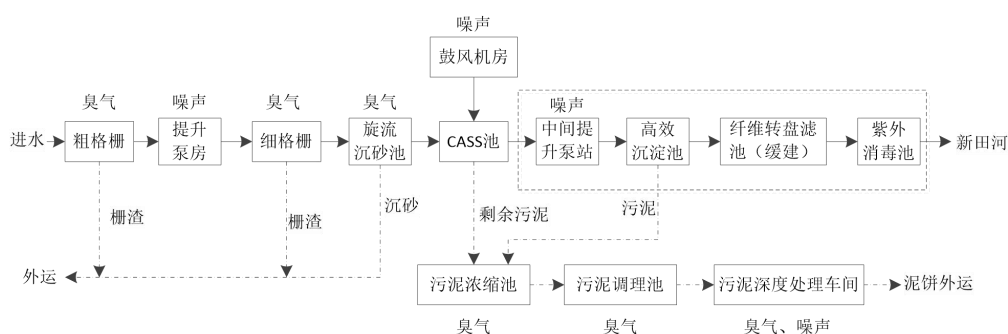 噪声
鼓风机房
臭气
噪声
臭气
臭气
噪声
进水
粗格栅
提升
泵房
细格栅
旋流
沉砂池
CASS池
中间提
升泵站
高效
沉淀池
纤维转盘滤
池（缓建）
紫外
消毒池
新田河
栅渣
栅渣
沉砂
剩余污泥
污泥
外运
污泥浓缩池
污泥调理池
污泥深度处理车间
泥饼外运
臭气
臭气
臭气、噪声